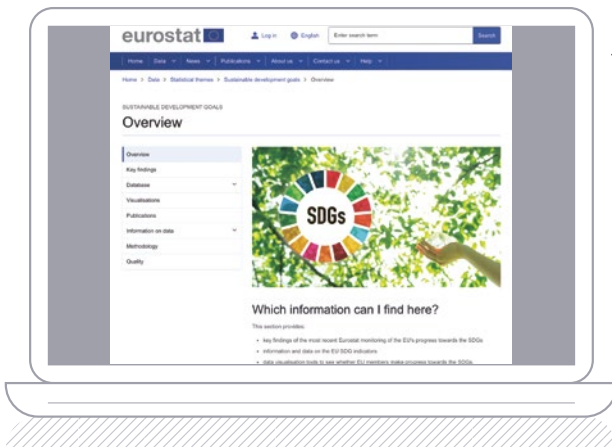 eurostat
Log in English Enter search term Search
Home Data News Publications About us Contact us Help
Home > Data > Statistical themes > Sustainable development goals > Overview
SUSTAINABLE DEVELOPMENT GOALS
Overview
Overview
Key findings
Database
Visualisations
Publications
Information on data
Methodology
Quality
SDGs
Which information can I find here?
This section provides:
• key findings of the most recent Eurostat monitoring of the EU's progress towards the SDGs
• information and data on the EU SDG indicators
• data visualisation tools to see whether EU members make progress towards the SDGs.